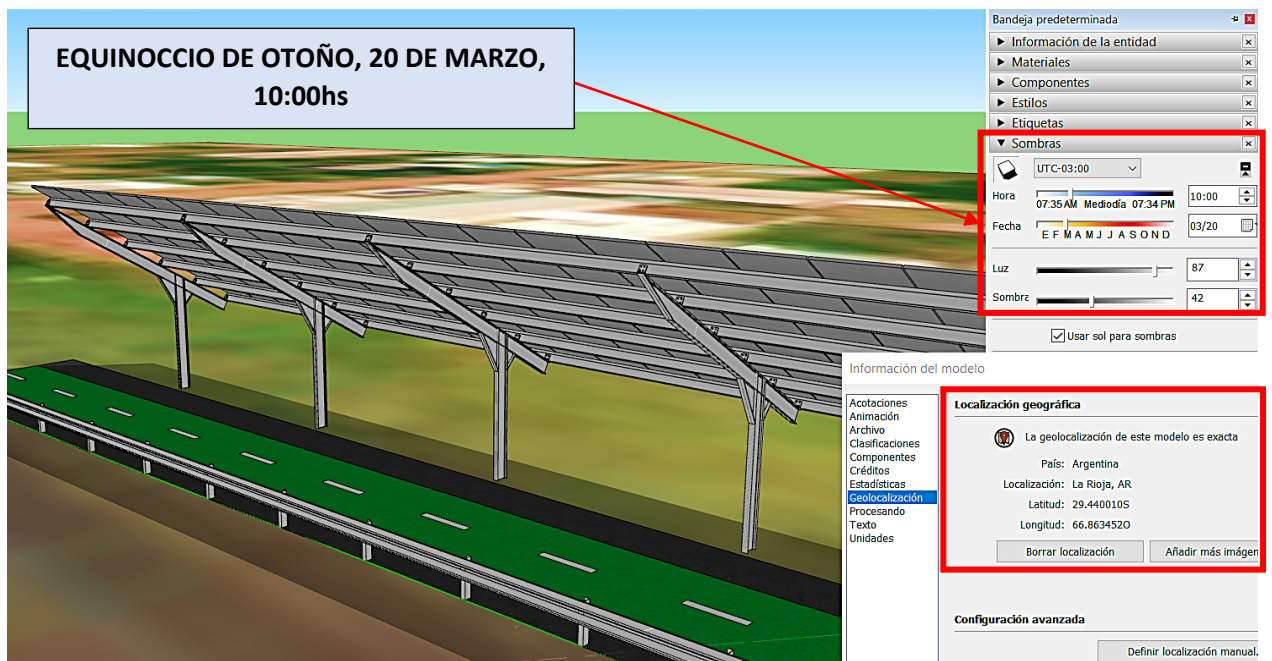 EQUINOCCIO DE OTOÑO, 20 DE MARZO,
10:00hs
Bandeja predeterminada
Información de la entidad
Materiales
Componentes
Estilos
Etiquetas
Sombras
UTC-03:00
Hora
07:35 AM Mediodía 07:34 PM
10:00
Fecha
E F M A M J J A S O N D
03/20
Luz
87
Sombra
42
Usar sol para sombras
Información del modelo
Acotaciones
Animación
Archivo
Clasificaciones
Componentes
Créditos
Estadísticas
Geolocalización
Procesando
Texto
Unidades
Localización geográfica
La geolocalización de este modelo es exacta
País: Argentina
Localización: La Rioja, AR
Latitud: 29.440010S
Longitud: 66.863452O
Borrar localización
Añadir más imágen
Configuración avanzada
Definir localización manual.